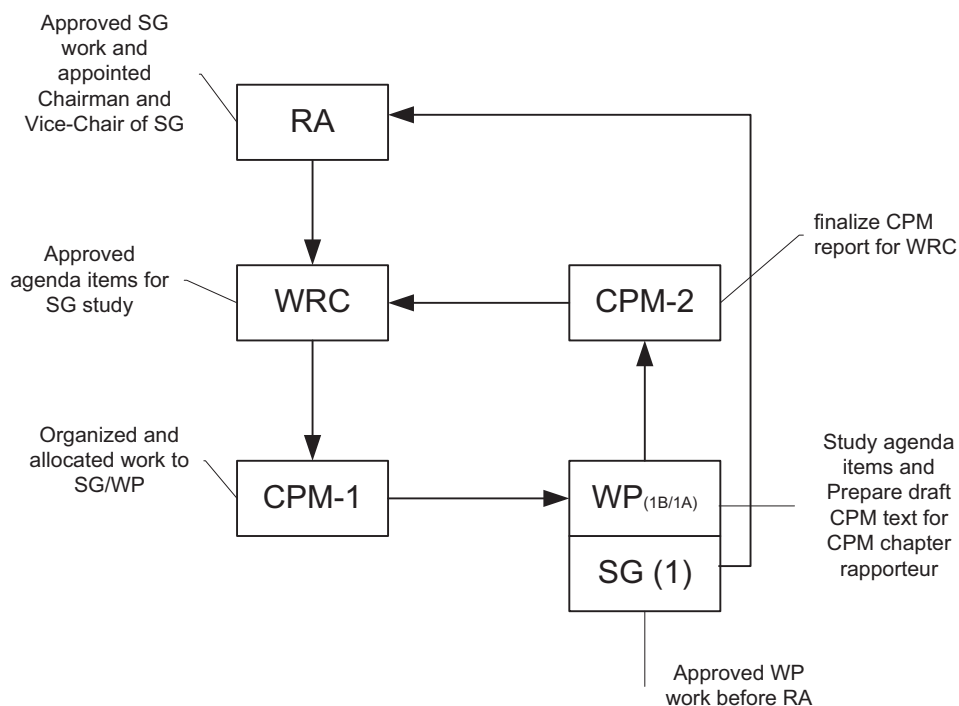 Approved SG
work and
appointed
Chairman and
Vice-Chair of SG
RA
finalize CPM
report for WRC
Approved
agenda items for
SG study
WRC
CPM-2
Organized and
allocated work to
SG/WP
CPM-1
WP(1B/1A)
Study agenda
items and
Prepare draft
CPM text for
CPM chapter
rapporteur
SG (1)
Approved WP
work before RA